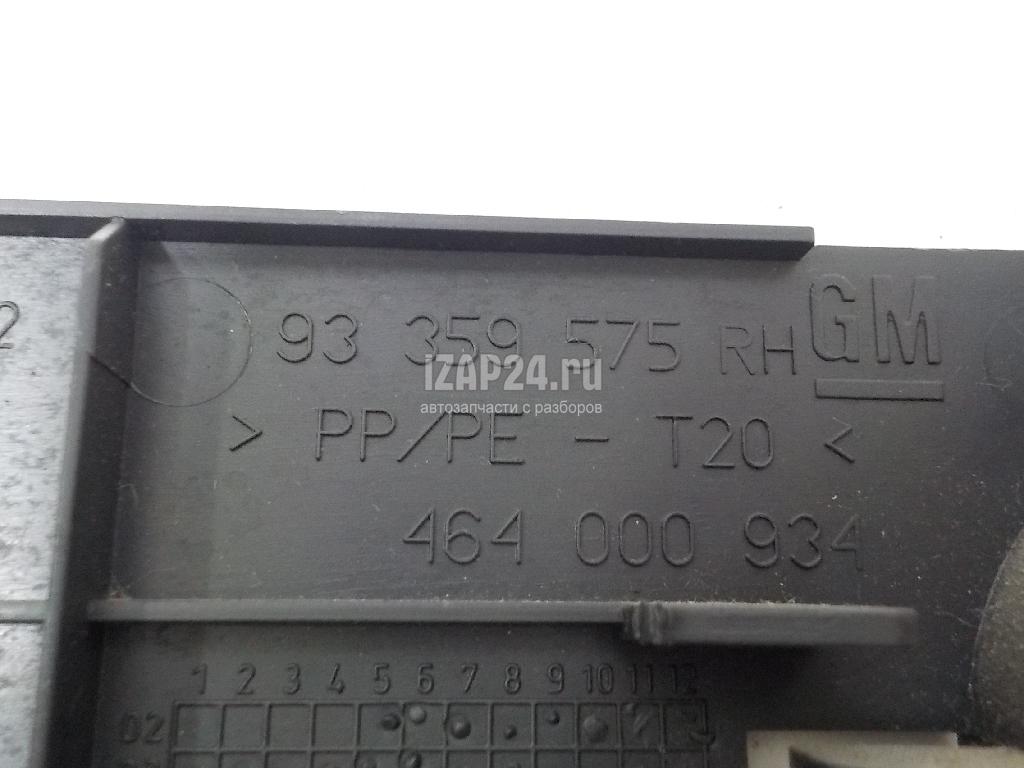 2
93 359 575 RH GM
iZAP24.ru
автозапчасти с разборов
> PP/PE - T20 <
464 000 934
1 2 3 4 5 6 7 8 9 10 11 12
02